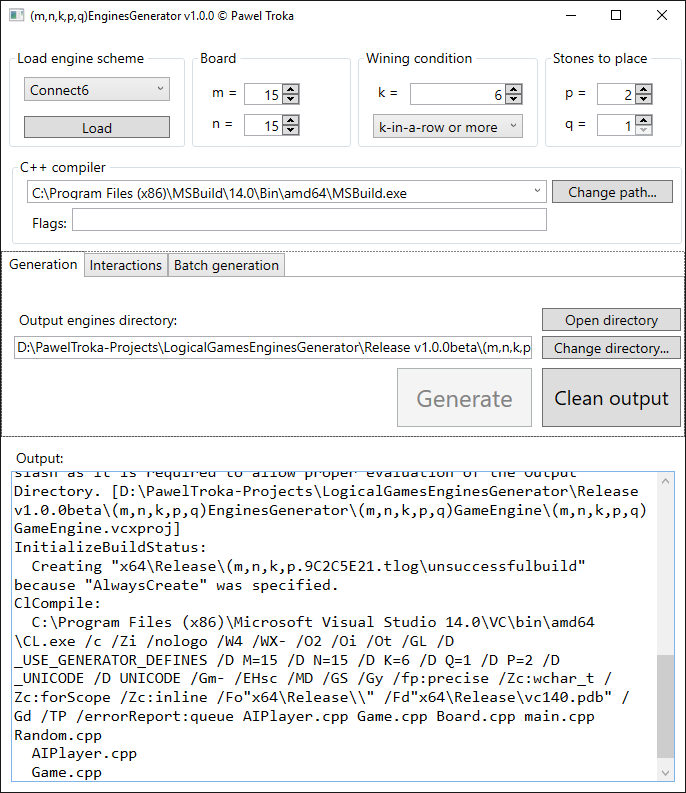 (m,n,k,p,q)EnginesGenerator v1.0.0 © Pawel Troka
Load engine scheme
Board
Wining condition
Stones to place
Connect6
m =
15
k =
6
p =
2
Load
n =
15
k-in-a-row or more
q =
1
C++ compiler
C:\Program Files (x86)\MSBuild\14.0\Bin\amd64\MSBuild.exe
Change path...
Flags:
Generation
Interactions
Batch generation
Output engines directory:
Open directory
D:\PawelTroka-Projects\LogicalGamesEnginesGenerator\Release v1.0.0beta\(m,n,k,p
Change directory...
Generate
Clean output
Output:
slash as it is required to allow proper evaluation of the Output
Directory. [D:\PawelTroka-Projects\LogicalGamesEnginesGenerator\Release
v1.0.0beta\(m,n,k,p,q)EnginesGenerator\(m,n,k,p,q)GameEngine\(m,n,k,p,q)
GameEngine.vcxproj]
InitializeBuildStatus:
Creating "x64\Release\(m,n,k,p.9C2C5E21.tlog\unsuccessfulbuild"
because "AlwaysCreate" was specified.
ClCompile:
C:\Program Files (x86)\Microsoft Visual Studio 14.0\VC\bin\amd64
\CL.exe /c /Zi /nologo /W4 /WX- /O2 /Oi /Ot /GL /D
_USE_GENERATOR_DEFINES /D M=15 /D N=15 /D K=6 /D Q=1 /D P=2 /D
_UNICODE /D UNICODE /Gm- /EHsc /MD /GS /Gy /fp:precise /Zc:wchar_t /
Zc:forScope /Zc:inline /Fo"x64\Release\\" /Fd"x64\Release\vc140.pdb" /
Gd /TP /errorReport:queue AIPlayer.cpp Game.cpp Board.cpp main.cpp
Random.cpp
AIPlayer.cpp
Game.cpp